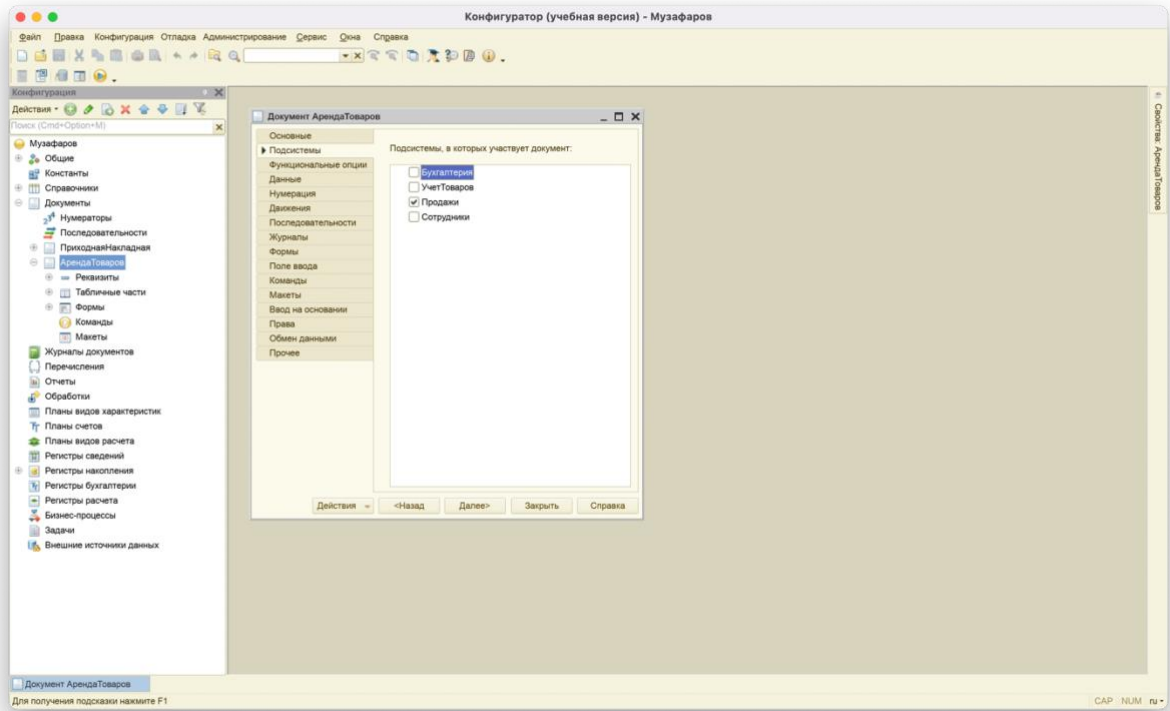 Конфигуратор (учебная версия) - Музафаров
Файл Правка Конфигурация Отладка Администрирование Сервис Окна Справка
Конфигурация
Действия
Поиск (Cmd+Option+M)
Музафаров
Общие
Константы
Справочники
Документы
Нумераторы
Последовательности
ПриходнаяНакладная
АрендаТоваров
Реквизиты
Табличные части
Формы
Команды
Макеты
Журналы документов
Перечисления
Отчеты
Обработки
Планы видов характеристик
Планы счетов
Планы видов расчета
Регистры сведений
Регистры накопления
Регистры бухгалтерии
Регистры расчета
Бизнес-процессы
Задачи
Внешние источники данных
Документ АрендаТоваров
Основные
Подсистемы
Функциональные опции
Данные
Нумерация
Движения
Последовательности
Журналы
Формы
Поле ввода
Команды
Макеты
Ввод на основании
Права
Обмен данными
Прочее
Подсистемы, в которых участвует документ:
Бухгалтерия
УчетТоваров
Продажи
Сотрудники
Действия <Назад Далее> Закрыть Справка
Свойства: АрендаТоваров
Документ АрендаТоваров
Для получения подсказки нажмите F1
CAP NUM ru